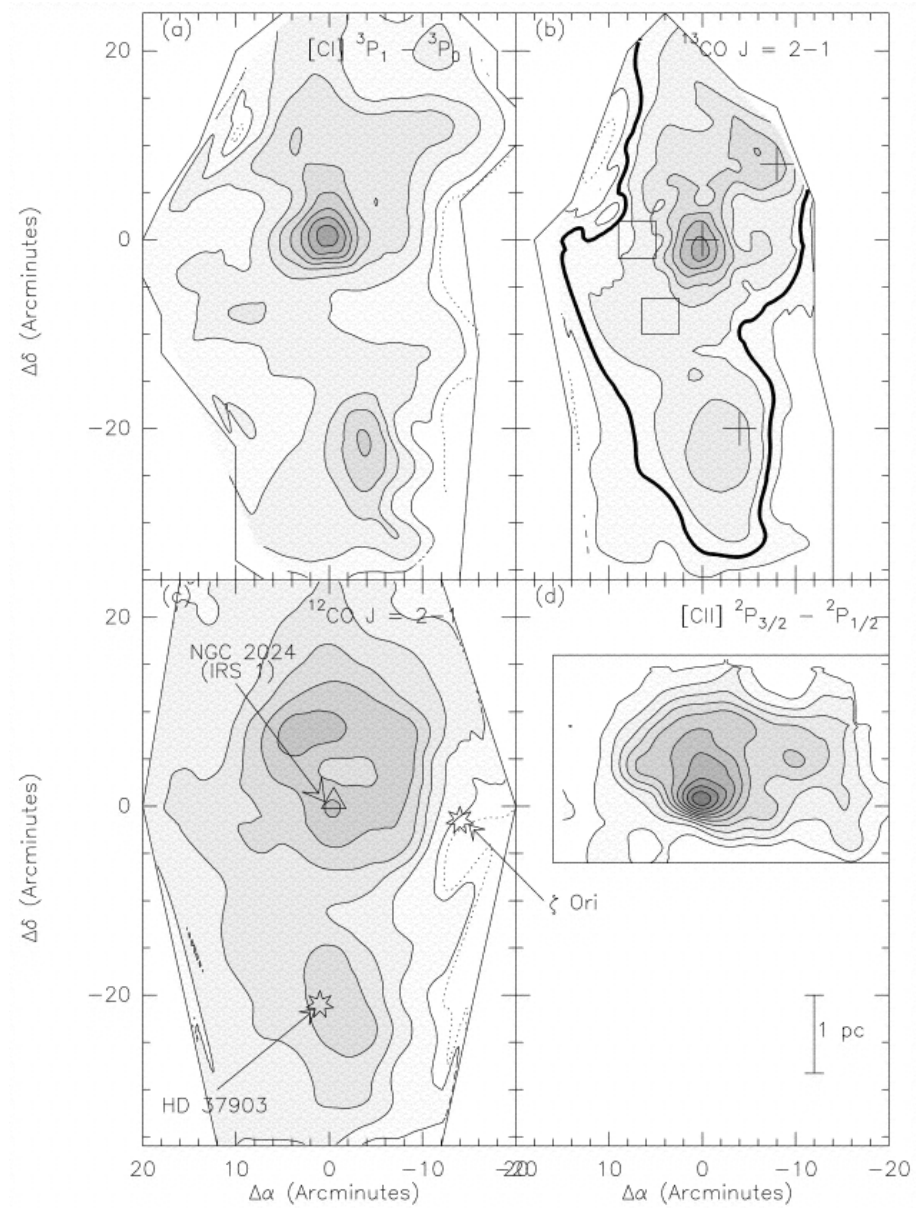 (a)
[CI] ³P₁ – ³P₀
(b)
¹³CO J = 2–1
20
0
−20
Δδ (Arcminutes)
(c)
¹²CO J = 2–1
(d)
[CII] ²P₃/₂ – ²P₁/₂
20
NGC 2024
(IRS 1)
0
ζ Ori
−20
1 pc
HD 37903
Δδ (Arcminutes)
20 10 0 −10 −20
20 10 0 −10 −20
Δα (Arcminutes)
Δα (Arcminutes)